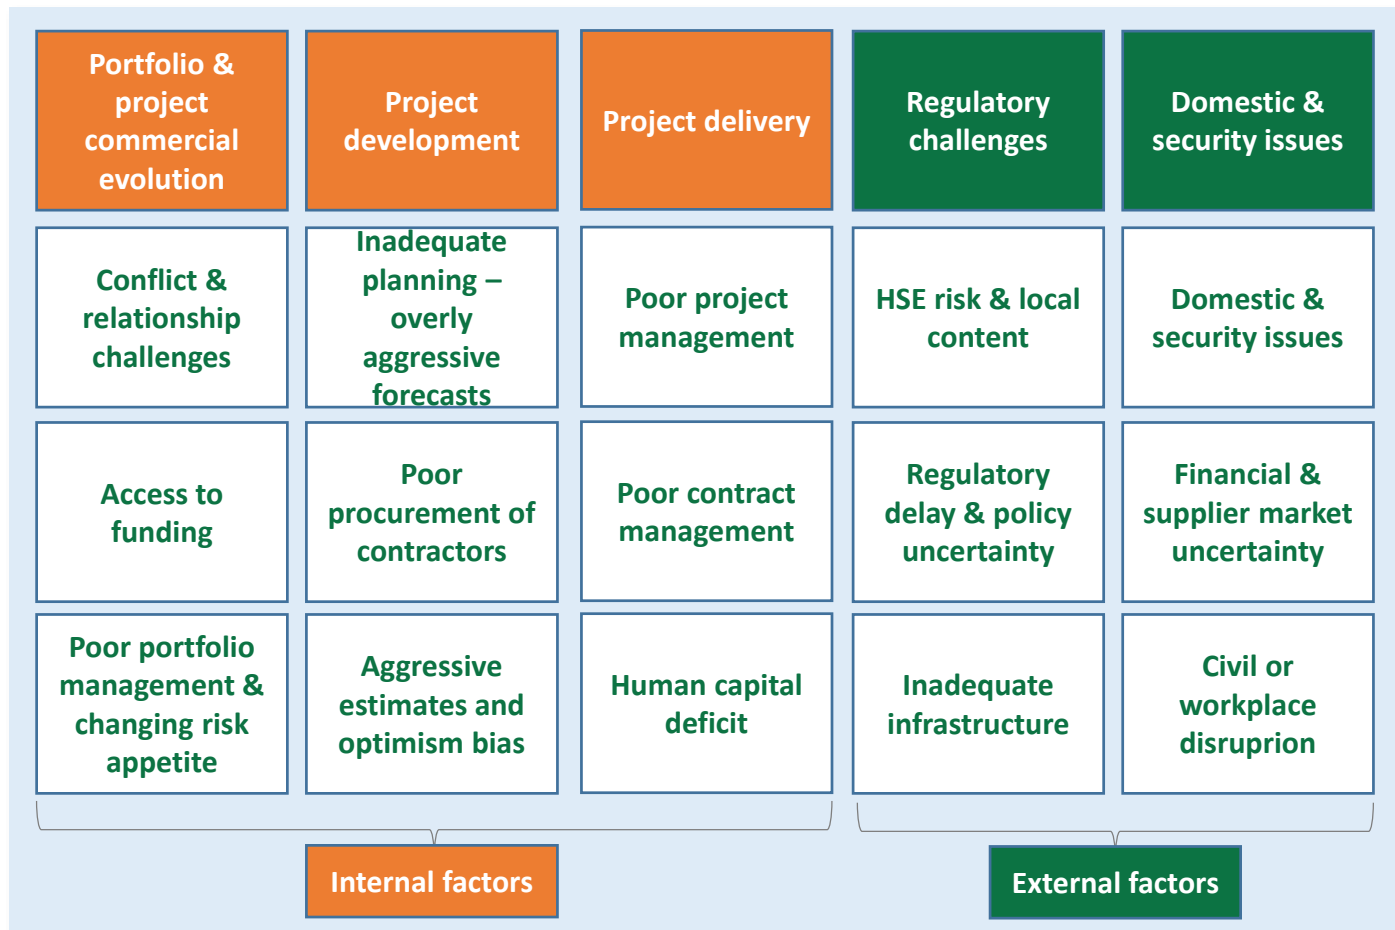 Portfolio &
project
commercial
evolution
Project
development
Project delivery
Regulatory
challenges
Domestic &
security issues
Conflict &
relationship
challenges
Inadequate
planning –
overly
aggressive
forecasts
Poor project
management
HSE risk & local
content
Domestic &
security issues
Access to
funding
Poor
procurement of
contractors
Poor contract
management
Regulatory
delay & policy
uncertainty
Financial &
supplier market
uncertainty
Poor portfolio
management &
changing risk
appetite
Aggressive
estimates and
optimism bias
Human capital
deficit
Inadequate
infrastructure
Civil or
workplace
disruprion
Internal factors
External factors